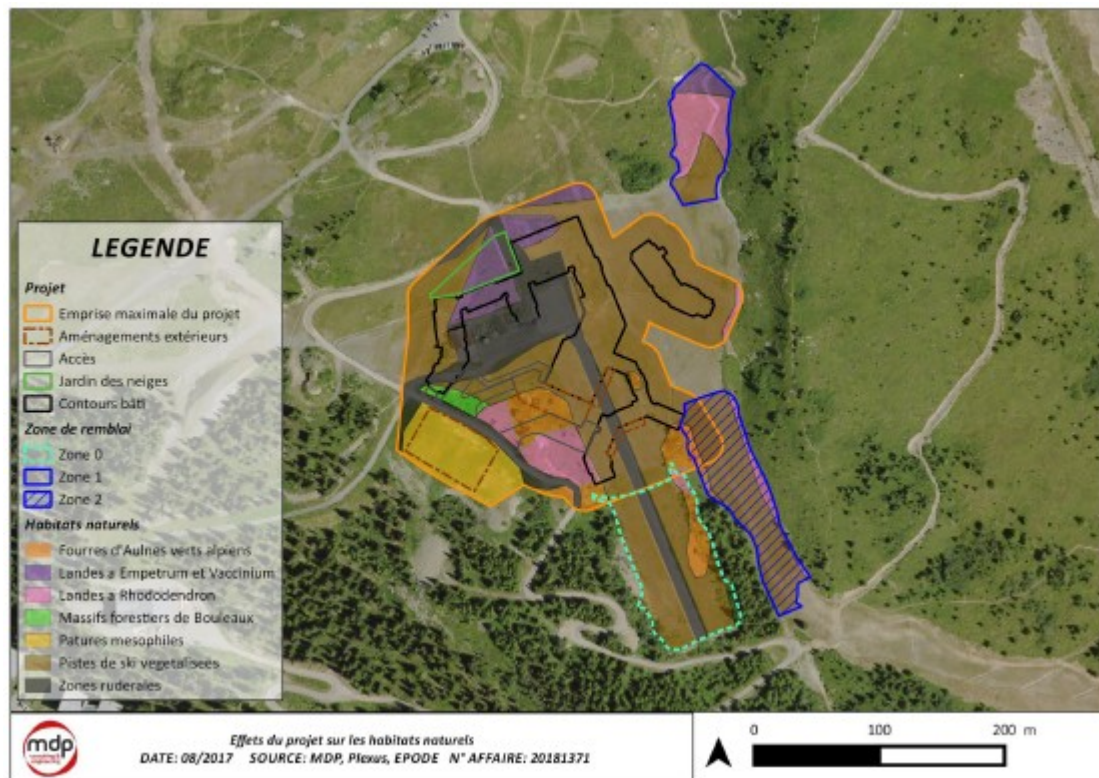 LEGENDE
Projet
Emprise maximale du projet
Aménagements extérieurs
Accès
Jardin des neiges
Contours bâti
Zone de remblai
Zone 0
Zone 1
Zone 2
Habitats naturels
Fourres d'Aulnes verts alpiens
Landes a Empetrum et Vaccinium
Landes a Rhododendron
Massifs forestiers de Bouleaux
Patures mesophiles
Pistes de ski vegetalisees
Zones ruderales
mdp
Effets du projet sur les habitats naturels
DATE: 08/2017 SOURCE: MDP, Plexus, EPODE N° AFFAIRE: 20181371
0 100 200 m